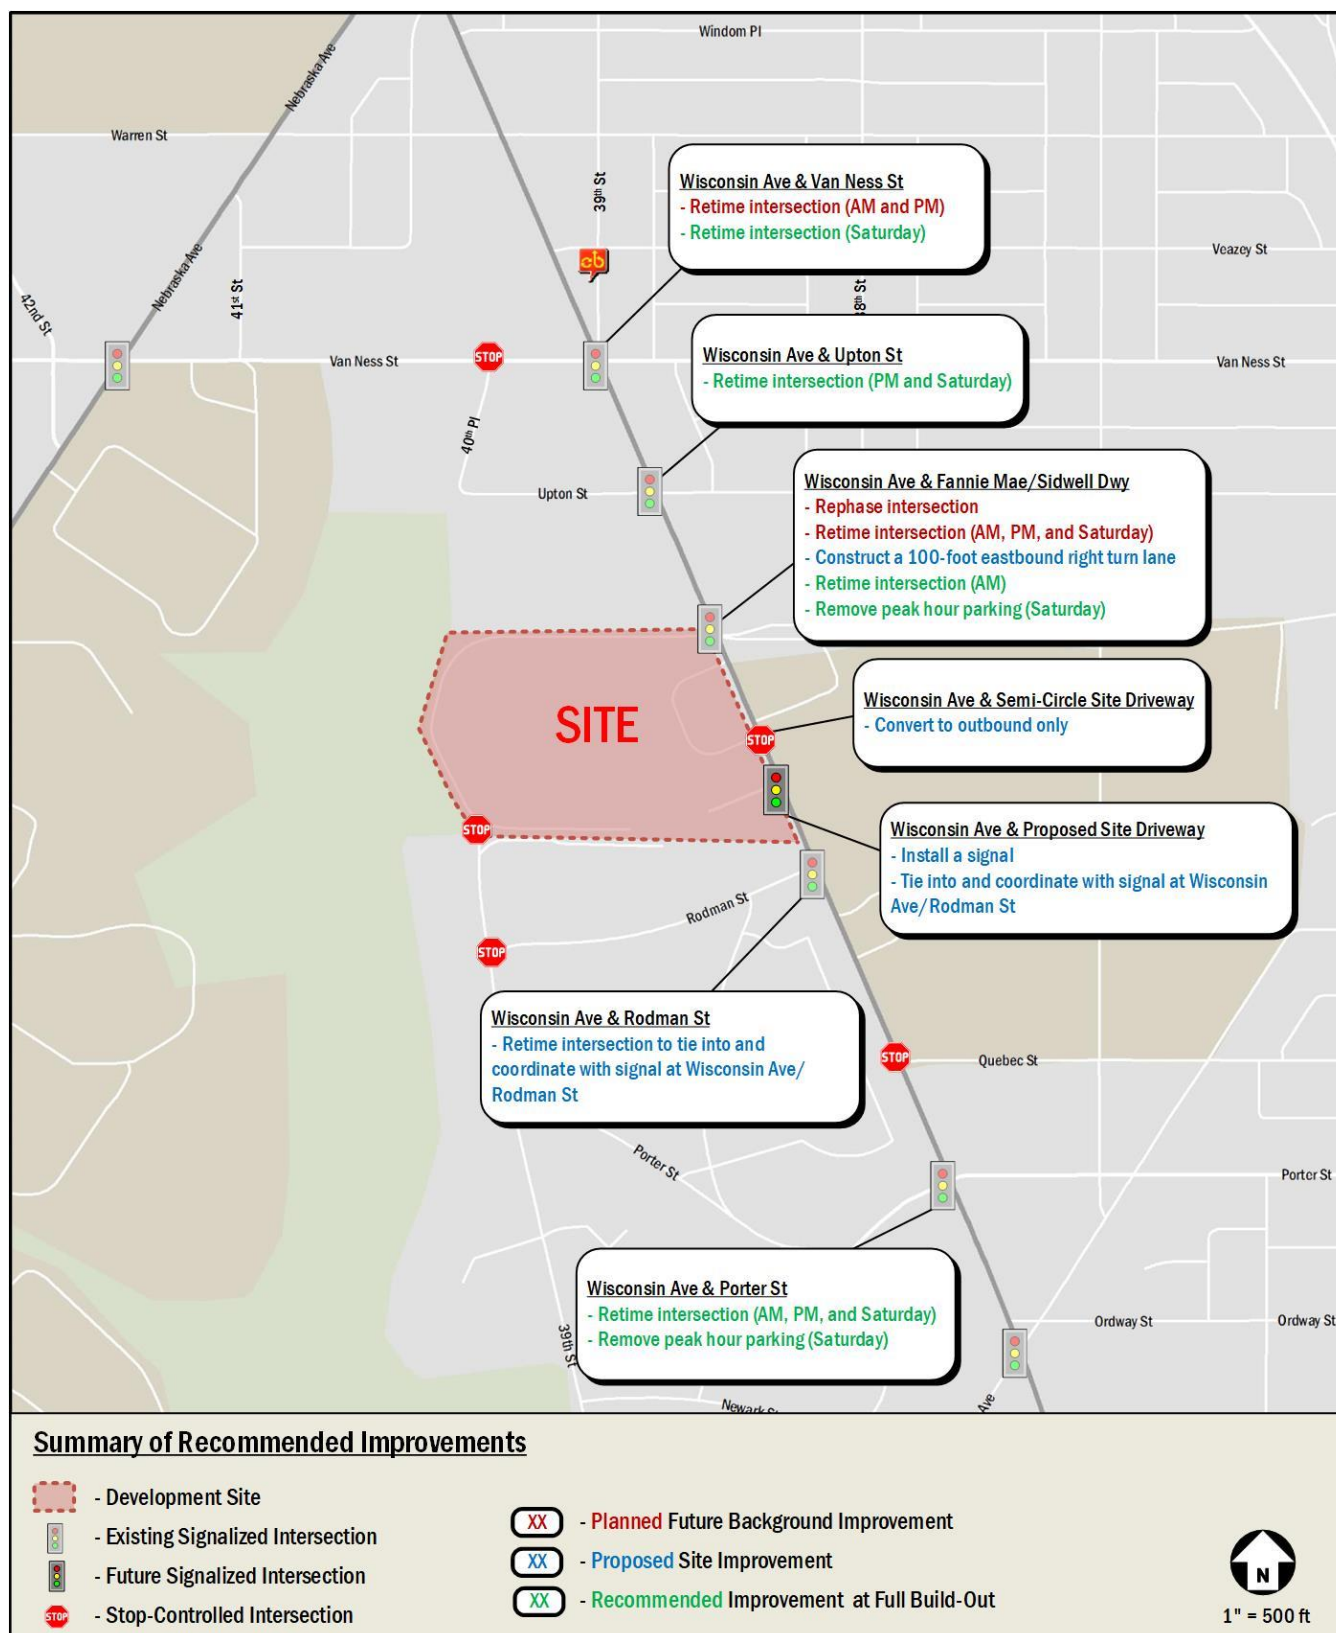 Windom Pl
Nebraska Ave
Warren St
39th St
Wisconsin Ave & Van Ness St
- Retime intersection (AM and PM)
- Retime intersection (Saturday)
Veazey St
cb
Nebraska Ave
41st St
42nd St
38th St
STOP
Van Ness St
Van Ness St
Wisconsin Ave & Upton St
- Retime intersection (PM and Saturday)
40th Pl
Upton St
Wisconsin Ave & Fannie Mae/Sidwell Dwy
- Rephase intersection
- Retime intersection (AM, PM, and Saturday)
- Construct a 100-foot eastbound right turn lane
- Retime intersection (AM)
- Remove peak hour parking (Saturday)
SITE
STOP
Wisconsin Ave & Semi-Circle Site Driveway
- Convert to outbound only
STOP
Wisconsin Ave & Proposed Site Driveway
- Install a signal
- Tie into and coordinate with signal at Wisconsin
Ave/Rodman St
Rodman St
STOP
Wisconsin Ave & Rodman St
- Retime intersection to tie into and
coordinate with signal at Wisconsin Ave/
Rodman St
STOP
Quebec St
Porter St
Porter St
Wisconsin Ave & Porter St
- Retime intersection (AM, PM, and Saturday)
- Remove peak hour parking (Saturday)
39th St
Ordway St
Ordway St
Newark St
Ave
Summary of Recommended Improvements
- Development Site
- Existing Signalized Intersection
- Future Signalized Intersection
STOP - Stop-Controlled Intersection
XX - Planned Future Background Improvement
XX - Proposed Site Improvement
XX - Recommended Improvement at Full Build-Out
N
1" = 500 ft